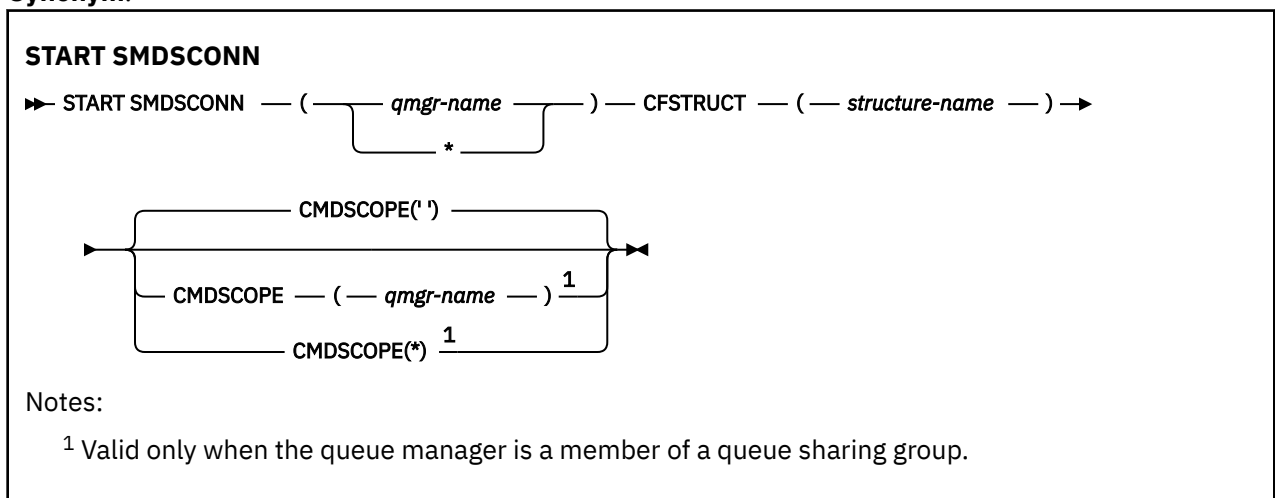 START SMDSCONN
START SMDSCONN ( qmgr-name ) CFSTRUCT ( structure-name )
*
CMDSCOPE(' ')
CMDSCOPE ( qmgr-name ) 1
CMDSCOPE(*) 1
Notes:
1 Valid only when the queue manager is a member of a queue sharing group.